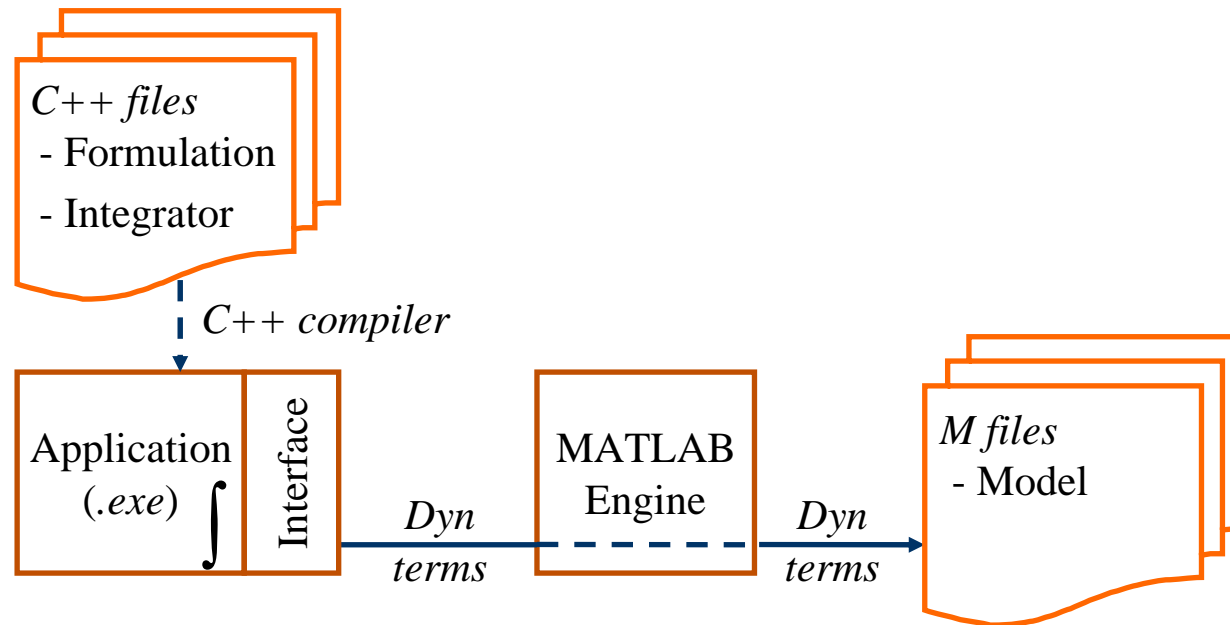 C++ files
- Formulation
- Integrator
C++ compiler
Application
(.exe)
∫
Interface
Dyn
terms
MATLAB
Engine
Dyn
terms
M files
- Model